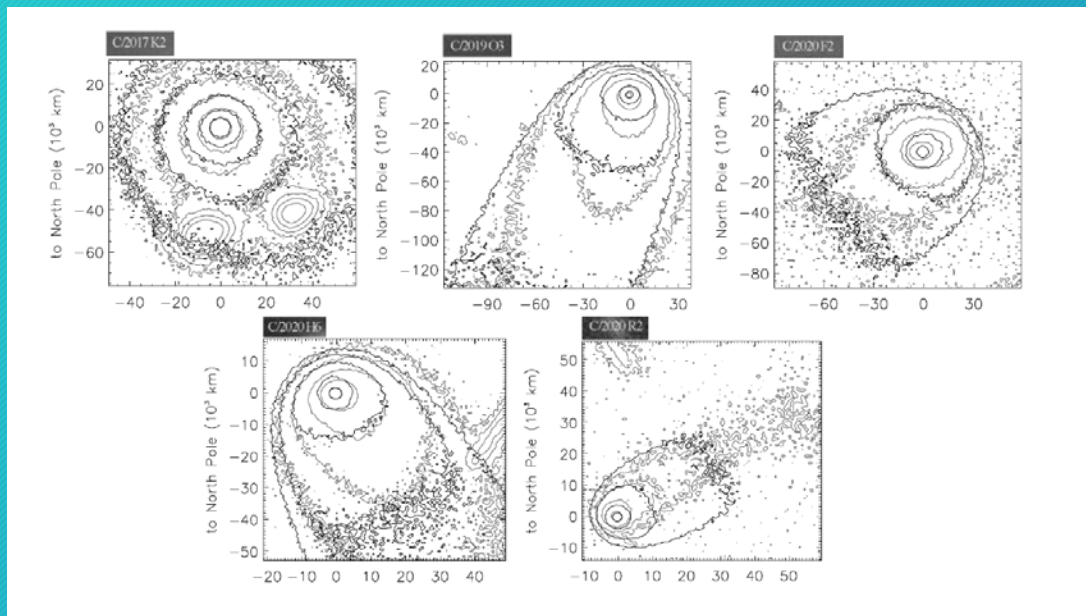 C/2017 K2
to North Pole (10³ km)
20
0
−20
−40
−60
−40 −20 0 20 40
C/2019 O3
to North Pole (10³ km)
20
0
−20
−40
−60
−80
−100
−120
−90 −60 −30 0 30
C/2020 F2
to North Pole (10³ km)
40
20
0
−20
−40
−60
−80
−60 −30 0 30
C/2020 H6
to North Pole (10³ km)
10
0
−10
−20
−30
−40
−50
−20 −10 0 10 20 30 40
C/2020 R2
to North Pole (10³ km)
50
40
30
20
10
0
−10
−10 0 10 20 30 40 50